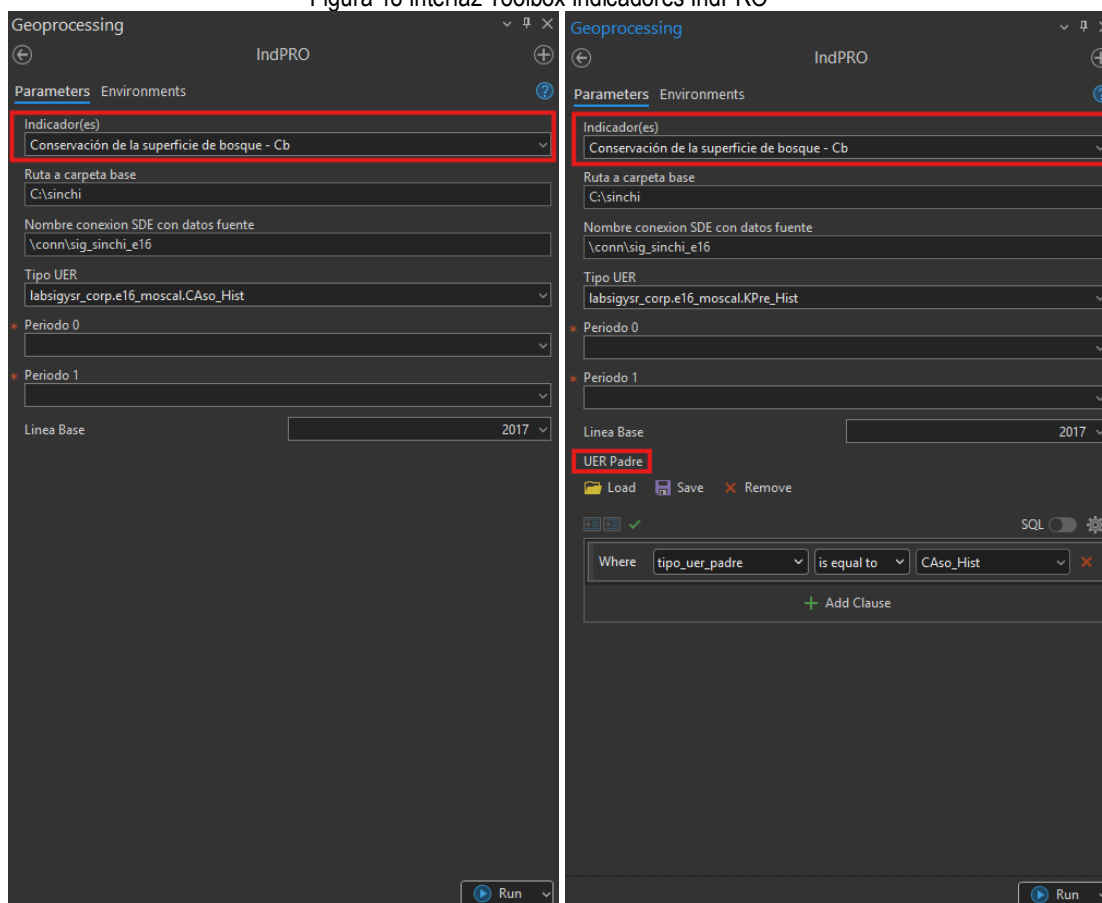 Figura 16 Interfaz Toolbox Indicadores IndPRO
Geoprocessing
IndPRO
Parameters Environments
Indicador(es)
Conservación de la superficie de bosque - Cb
Ruta a carpeta base
C:\sinchi
Nombre conexion SDE con datos fuente
\conn\sig_sinchi_e16
Tipo UER
labsigysr_corp.e16_moscal.CAso_Hist
* Periodo 0
* Periodo 1
Linea Base 2017
Run
Geoprocessing
IndPRO
Parameters Environments
Indicador(es)
Conservación de la superficie de bosque - Cb
Ruta a carpeta base
C:\sinchi
Nombre conexion SDE con datos fuente
\conn\sig_sinchi_e16
Tipo UER
labsigysr_corp.e16_moscal.KPre_Hist
* Periodo 0
* Periodo 1
Linea Base 2017
UER Padre
Load Save Remove
SQL
Where tipo_uer_padre is equal to CAso_Hist
+ Add Clause
Run